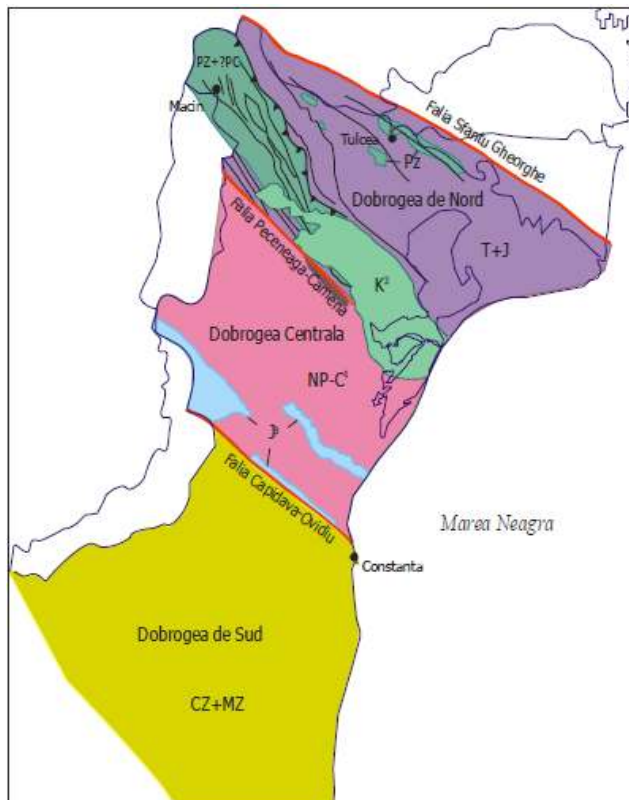 PZ+?PC
Macin
Tulcea
Pz
Falia Sfantu Gheorghe
Dobrogea de Nord
T+J
Falia Peceneaga-Camena
K²
Dobrogea Centrala
NP-C¹
J³
Falia Capidava-Ovidiu
Marea Neagra
Constanta
Dobrogea de Sud
CZ+MZ